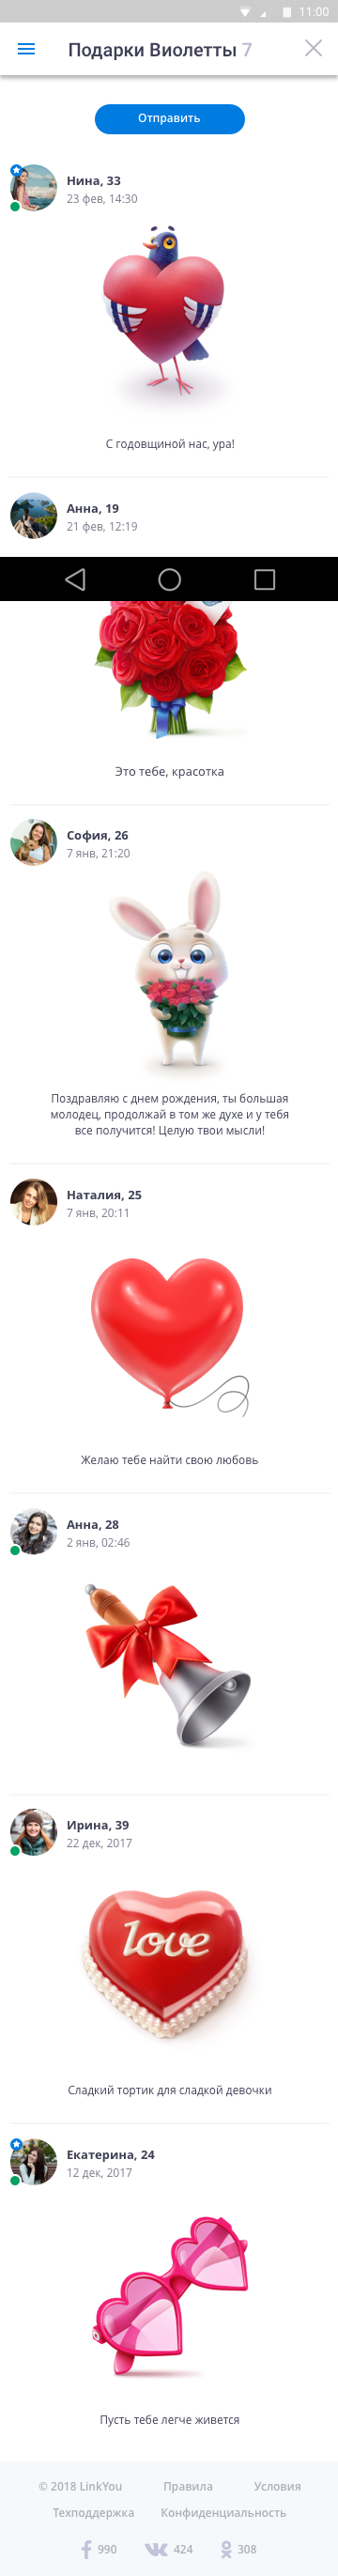 11:00
Подарки Виолетты 7
Отправить
Нина, 33
23 фев, 14:30
С годовщиной нас, ура!
Анна, 19
21 фев, 12:19
Это тебе, красотка
София, 26
7 янв, 21:20
Поздравляю с днем рождения, ты большая
молодец, продолжай в том же духе и у тебя
все получится! Целую твои мысли!
Наталия, 25
7 янв, 20:11
Желаю тебе найти свою любовь
Анна, 28
2 янв, 02:46
Ирина, 39
22 дек, 2017
love
Сладкий тортик для сладкой девочки
Екатерина, 24
12 дек, 2017
Пусть тебе легче живется
© 2018 LinkYou Правила Условия
Техподдержка Конфиденциальность
990 424 308